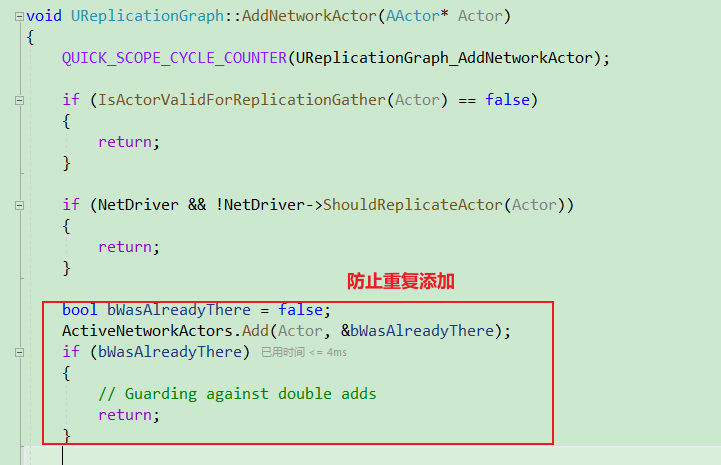 void UReplicationGraph::AddNetworkActor(AActor* Actor)
{
QUICK_SCOPE_CYCLE_COUNTER(UReplicationGraph_AddNetworkActor);
if (IsActorValidForReplicationGather(Actor) == false)
{
return;
}
if (NetDriver && !NetDriver->ShouldReplicateActor(Actor))
{
return;
}
防止重复添加
bool bWasAlreadyThere = false;
ActiveNetworkActors.Add(Actor, &bWasAlreadyThere);
if (bWasAlreadyThere) 已用时间 <= 4ms
{
// Guarding against double adds
return;
}